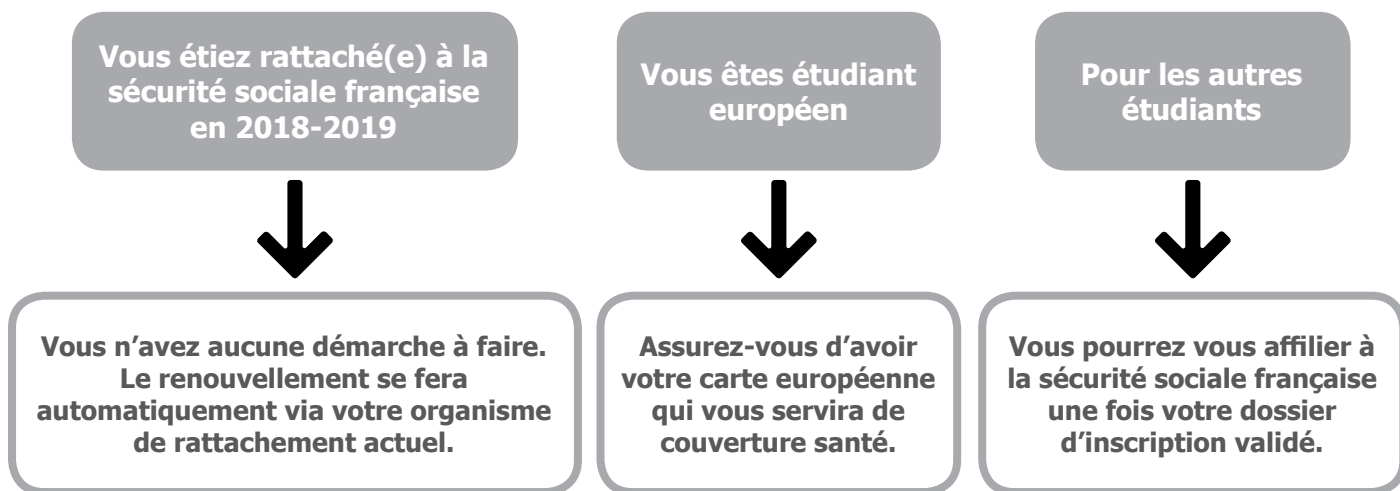 Vous étiez rattaché(e) à la
sécurité sociale française
en 2018-2019
Vous êtes étudiant
européen
Pour les autres
étudiants
Vous n’avez aucune démarche à faire.
Le renouvellement se fera
automatiquement via votre organisme
de rattachement actuel.
Assurez-vous d’avoir
votre carte européenne
qui vous servira de
couverture santé.
Vous pourrez vous affilier à
la sécurité sociale française
une fois votre dossier
d’inscription validé.